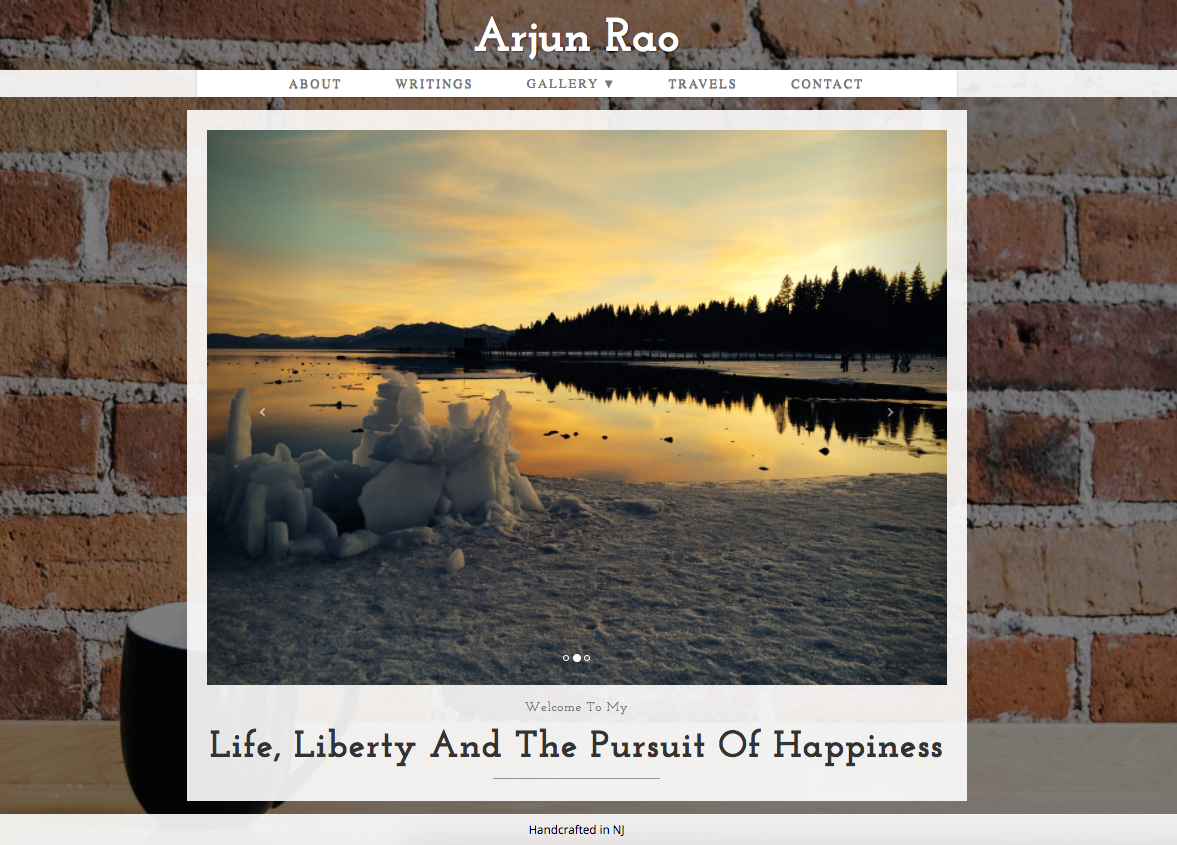 Arjun Rao
ABOUT WRITINGS GALLERY ▼ TRAVELS CONTACT
Welcome To My
Life, Liberty And The Pursuit Of Happiness
Handcrafted in NJ